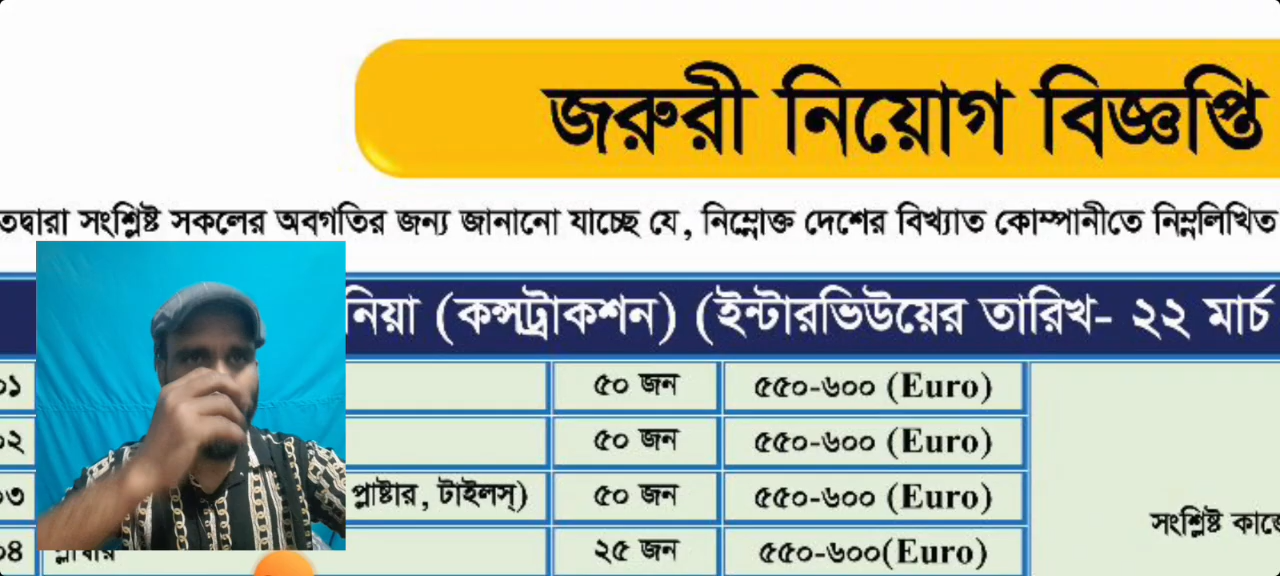 জরুরী নিয়োগ বিজ্ঞপ্তি
তদ্বারা সংশ্লিষ্ট সকলের অবগতির জন্য জানানো যাচ্ছে যে, নিম্নোক্ত দেশের বিখ্যাত কোম্পানীতে নিম্নলিখিত
নিয়া (কন্সট্রাকশন) (ইন্টারভিউয়ের তারিখ- ২২ মার্চ
০১ ৫০ জন ৫৫০-৬০০ (Euro)
০২ ৫০ জন ৫৫০-৬০০ (Euro)
০৩ প্লাষ্টার, টাইলস্) ৫০ জন ৫৫০-৬০০ (Euro)
সংশ্লিষ্ট
০৪ ২৫ জন ৫৫০-৬০০(Euro)